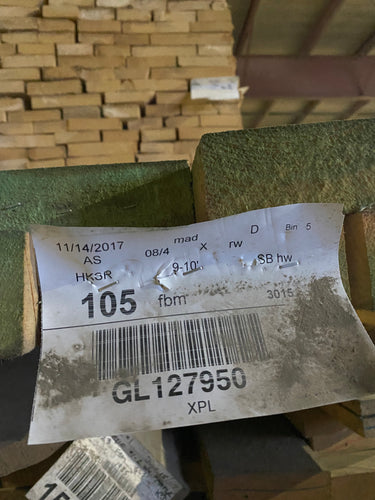 11/14/2017 mad D Bin 5
AS 08/4 X rw
HKSR 9-10' SB hw
105 fbm 3015
GL127950
XPL
15